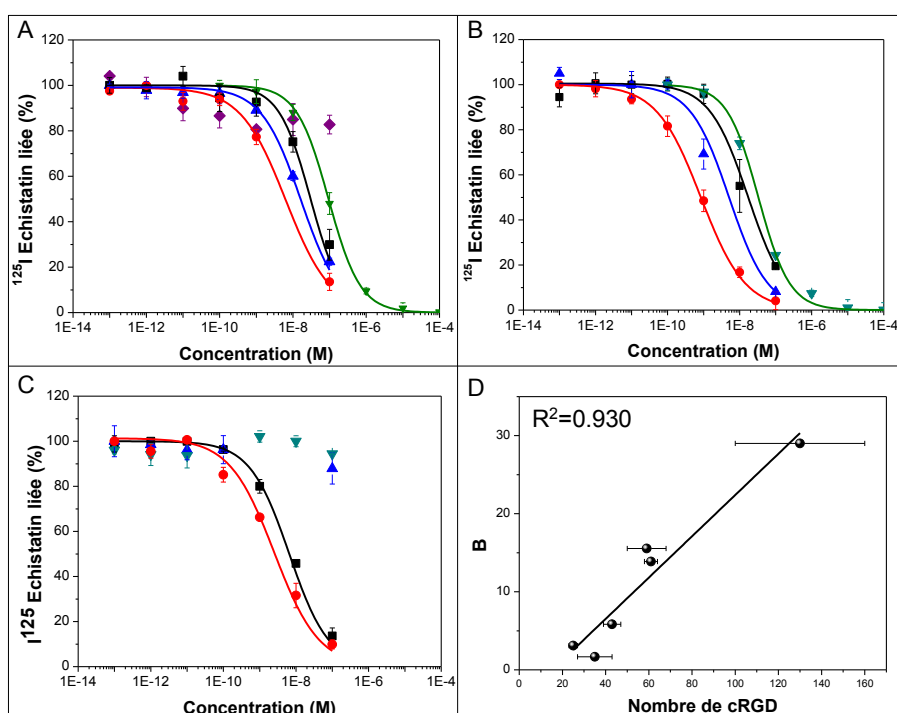 A
120
100
80
60
40
20
0
¹²⁵I Echistatin liée (%)
1E-14 1E-12 1E-10 1E-8 1E-6 1E-4
Concentration (M)
B
120
100
80
60
40
20
0
¹²⁵I Echistatin liée (%)
1E-14 1E-12 1E-10 1E-8 1E-6 1E-4
Concentration (M)
C
120
100
80
60
40
20
0
I¹²⁵ Echistatin liée (%)
1E-14 1E-12 1E-10 1E-8 1E-6 1E-4
Concentration (M)
D
R²=0.930
30
20
10
0
B
0 20 40 60 80 100 120 140 160
Nombre de cRGD